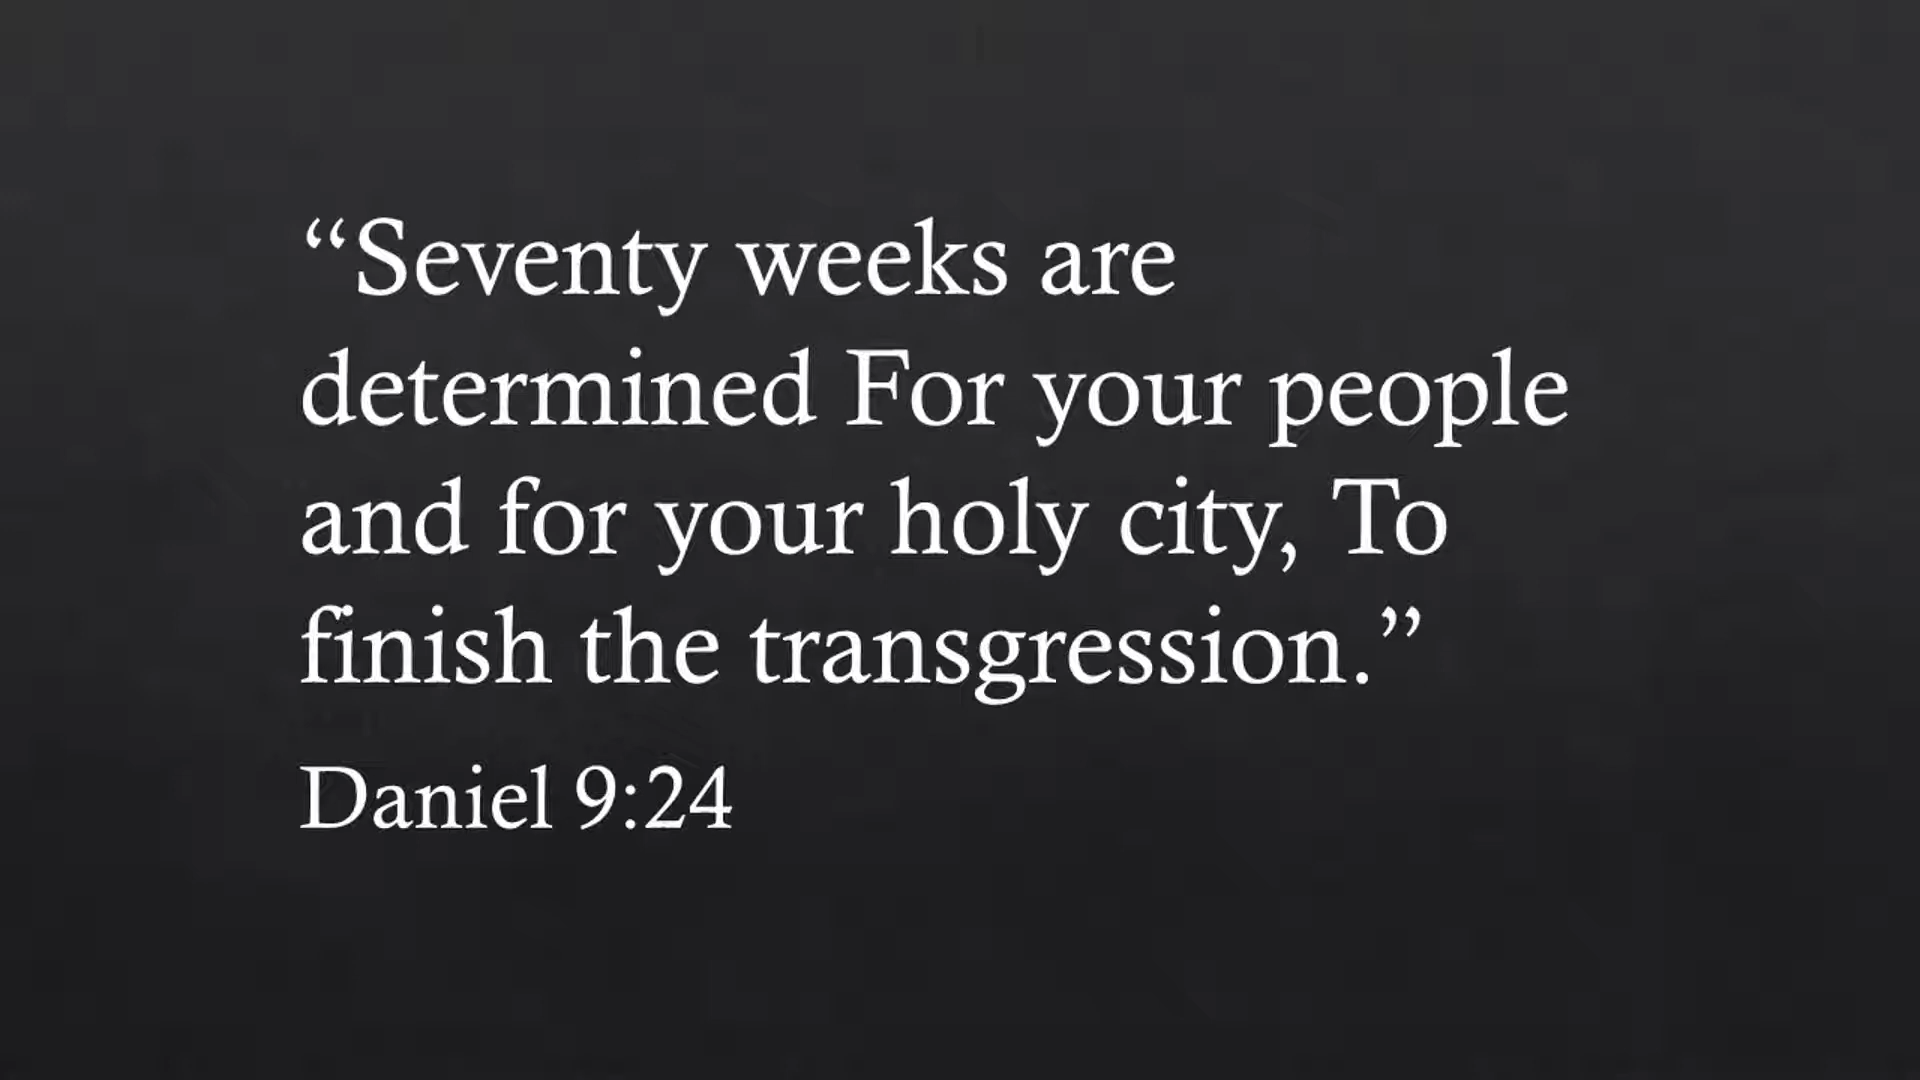 “Seventy weeks are
determined For your people
and for your holy city, To
finish the transgression.”
Daniel 9:24